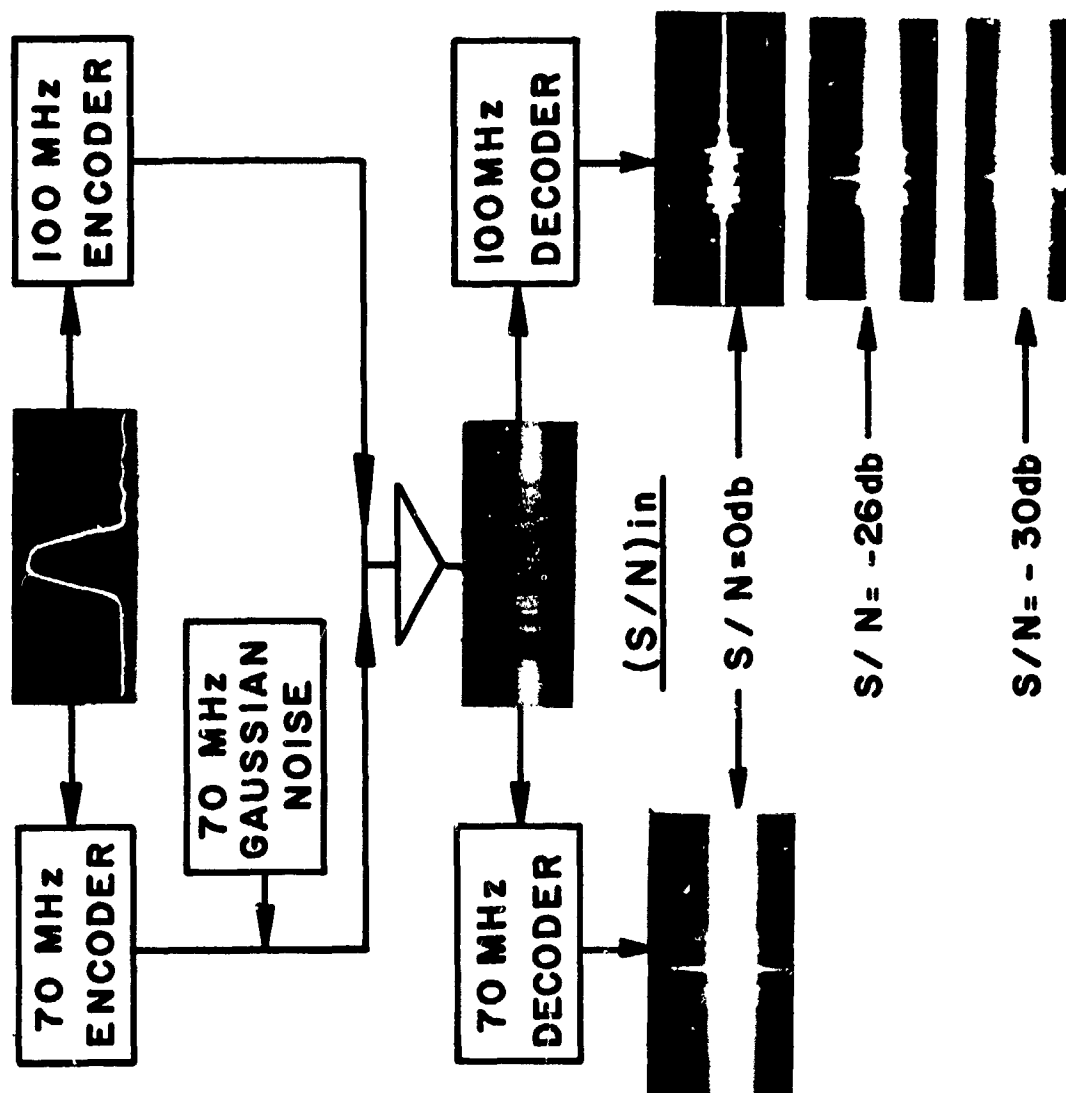 70 MHz
ENCODER
100 MHz
ENCODER
70 MHz
GAUSSIAN
NOISE
70 MHz
DECODER
100MHz
DECODER
(S/N)in
S/N=0db
S/N= -26db
S/N= - 30db